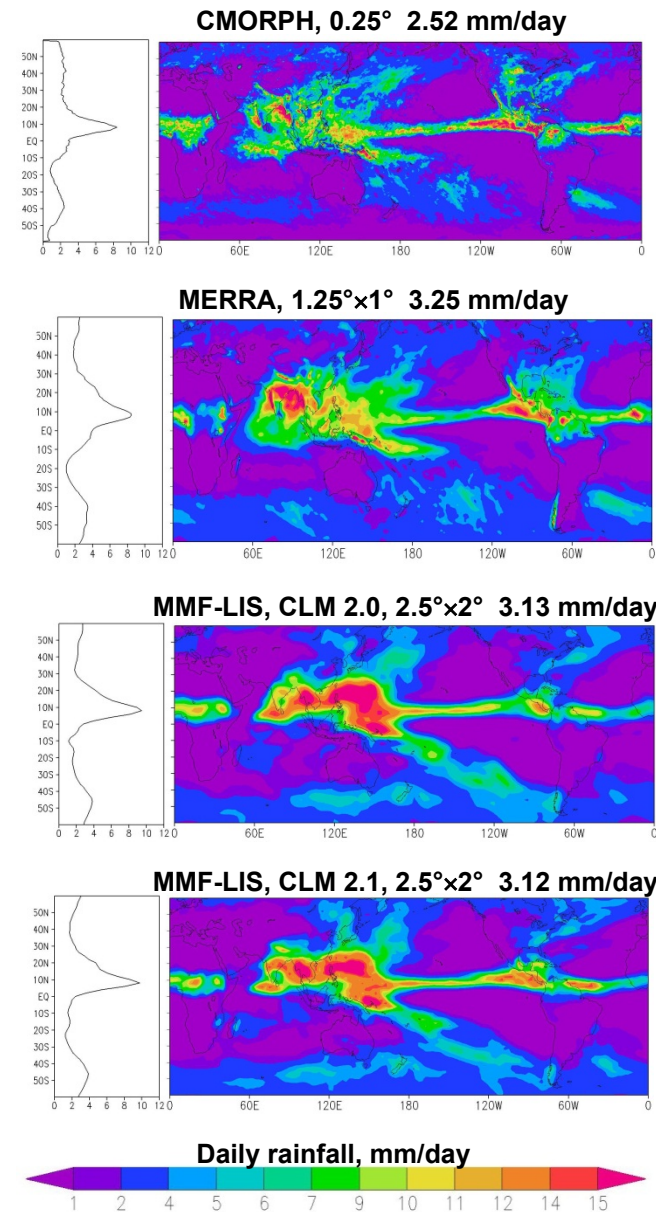 CMORPH, 0.25° 2.52 mm/day
50N
40N
30N
20N
10N
EQ
10S
20S
30S
40S
50S
0 2 4 6 8 10 12
60E 120E 180 120W 60W 0
MERRA, 1.25°×1° 3.25 mm/day
50N
40N
30N
20N
10N
EQ
10S
20S
30S
40S
50S
0 2 4 6 8 10 12 0
60E 120E 180 120W 60W 0
MMF-LIS, CLM 2.0, 2.5°×2° 3.13 mm/day
50N
40N
30N
20N
10N
EQ
10S
20S
30S
40S
50S
0 2 4 6 8 10 12 0
60E 120E 180 120W 60W 0
MMF-LIS, CLM 2.1, 2.5°×2° 3.12 mm/day
50N
40N
30N
20N
10N
EQ
10S
20S
30S
40S
50S
0 2 4 6 8 10 12 0
60E 120E 180 120W 60W 0
Daily rainfall, mm/day
1 2 4 5 6 7 9 10 11 12 14 15